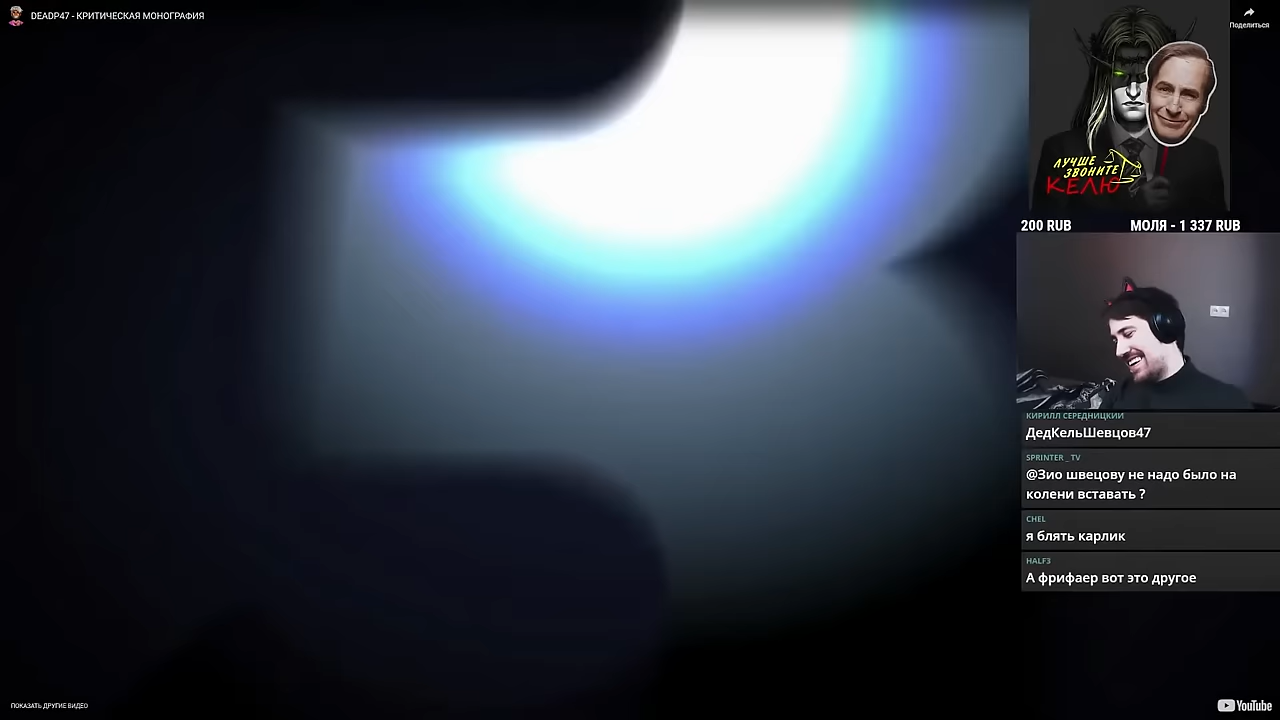 DEADP47 - КРИТИЧЕСКАЯ МОНОГРАФИЯ
Поделиться
ЛУЧШЕ
ЗВОНИТЕ
КЕЛЮ
200 RUB
МОЛЯ - 1 337 RUB
КИРИЛЛ СЕРЕДНИЦКИЙ
ДедКельШевцов47
SPRINTER_TV
@Зио швецову не надо было на
колени вставать ?
CHEL
я блять карлик
HALF3
А фрифаер вот это другое
ПОКАЗАТЬ ДРУГИЕ ВИДЕО
YouTube